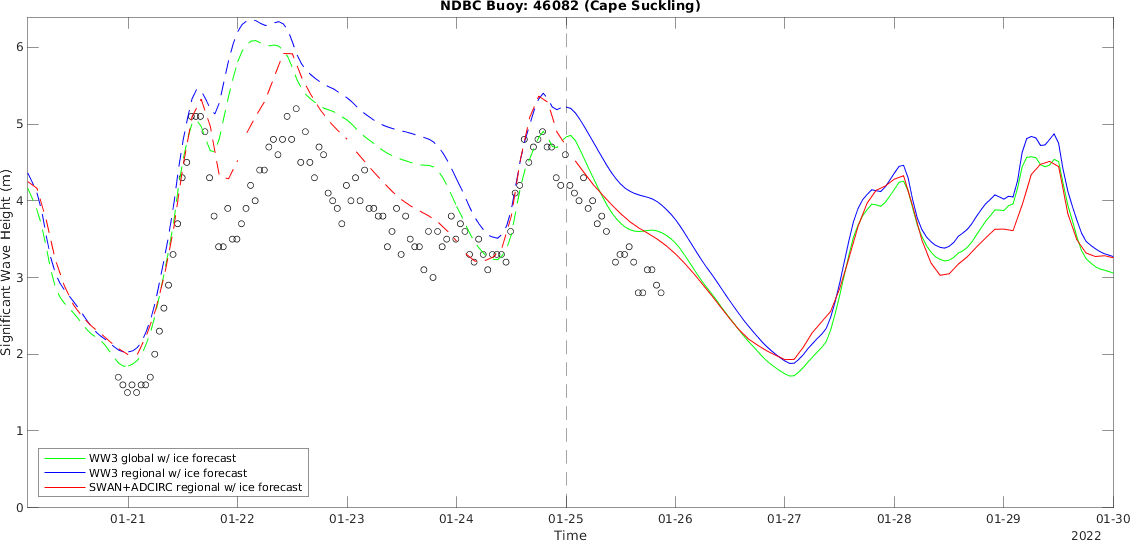 NDBC Buoy: 46082 (Cape Suckling)
Significant Wave Height (m)
6
5
4
3
2
1
0
WW3 global w/ ice forecast
WW3 regional w/ ice forecast
SWAN+ADCIRC regional w/ ice forecast
01-21 01-22 01-23 01-24 01-25 01-26 01-27 01-28 01-29 01-30
Time
2022